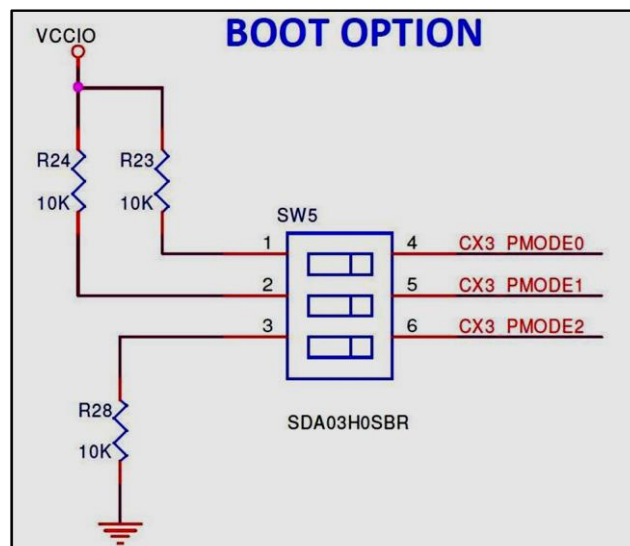 BOOT OPTION
VCCIO
R24
R23
10K
10K
SW5
1
4
CX3 PMODE0
2
5
CX3 PMODE1
3
6
CX3 PMODE2
R28
10K
SDA03H0SBR